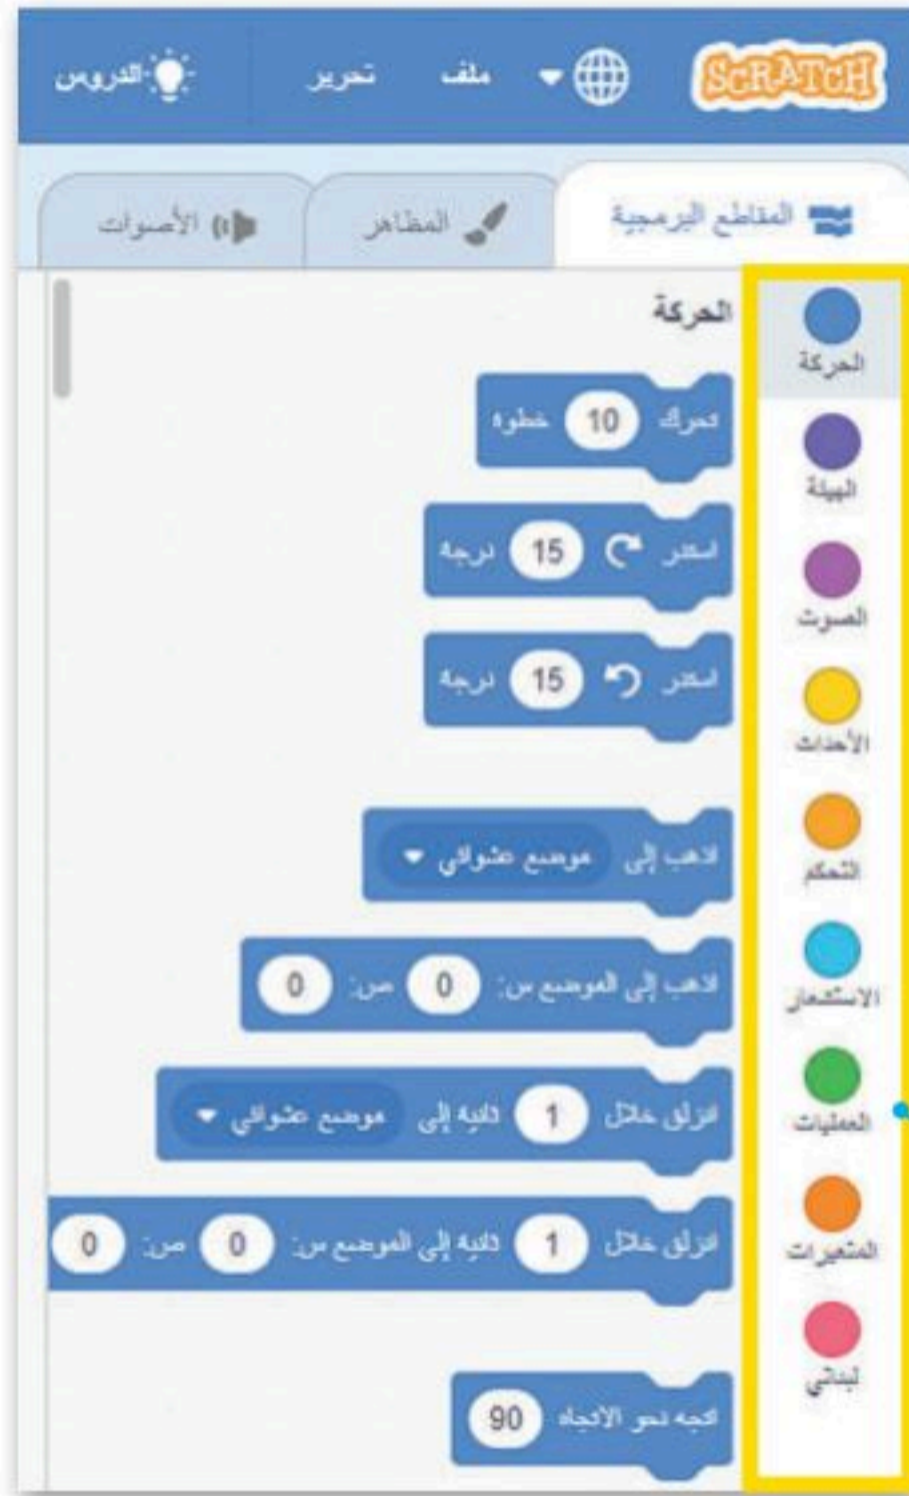 SCRATCH ملف تحرير الدروس
المقاطع البرمجية المظاهر الأصوات
الحركة
الهيئة
الصوت
الأحداث
التحكم
الاستشعار
العمليات
المتغيرات
لبناتي
الحركة
تحرك 10 خطوة
استدر 15 درجة
استدر 15 درجة
اذهب إلى موضع عشوائي
اذهب إلى الموضع س: 0 ص: 0
انزلق خلال 1 ثانية إلى موضع عشوائي
انزلق خلال 1 ثانية إلى الموضع س: 0 ص: 0
اتجه نحو الاتجاه 90